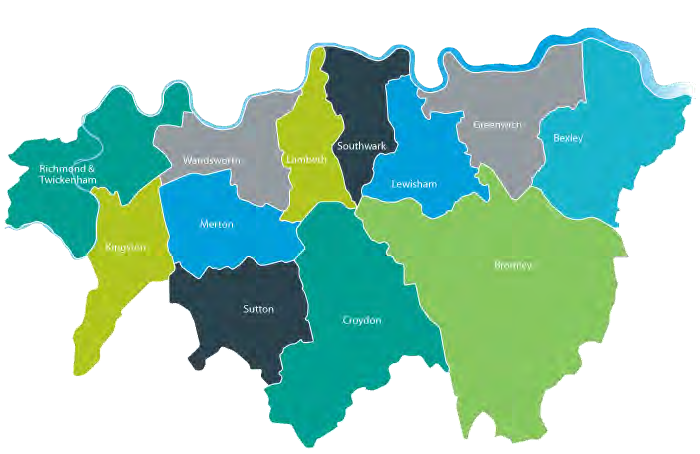 Southwark
Greenwich
Bexley
Wandsworth
Lambeth
Richmond &
Twickenham
Lewisham
Merton
Kingston
Bromley
Sutton
Croydon